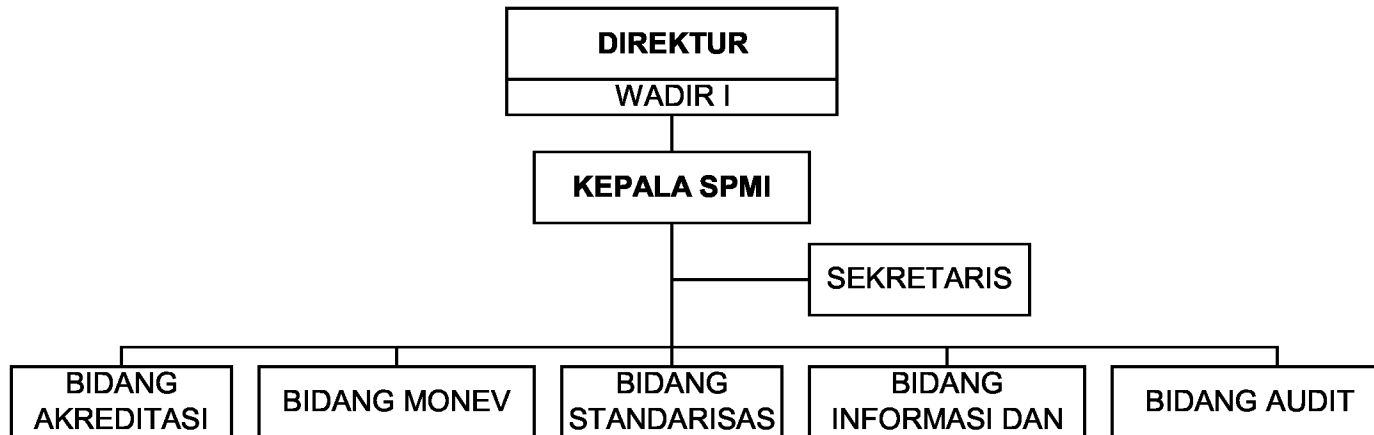 DIREKTUR
WADIR I
KEPALA SPMI
SEKRETARIS
BIDANG
AKREDITASI
BIDANG MONEV
BIDANG
STANDARISAS
BIDANG
INFORMASI DAN
BIDANG AUDIT